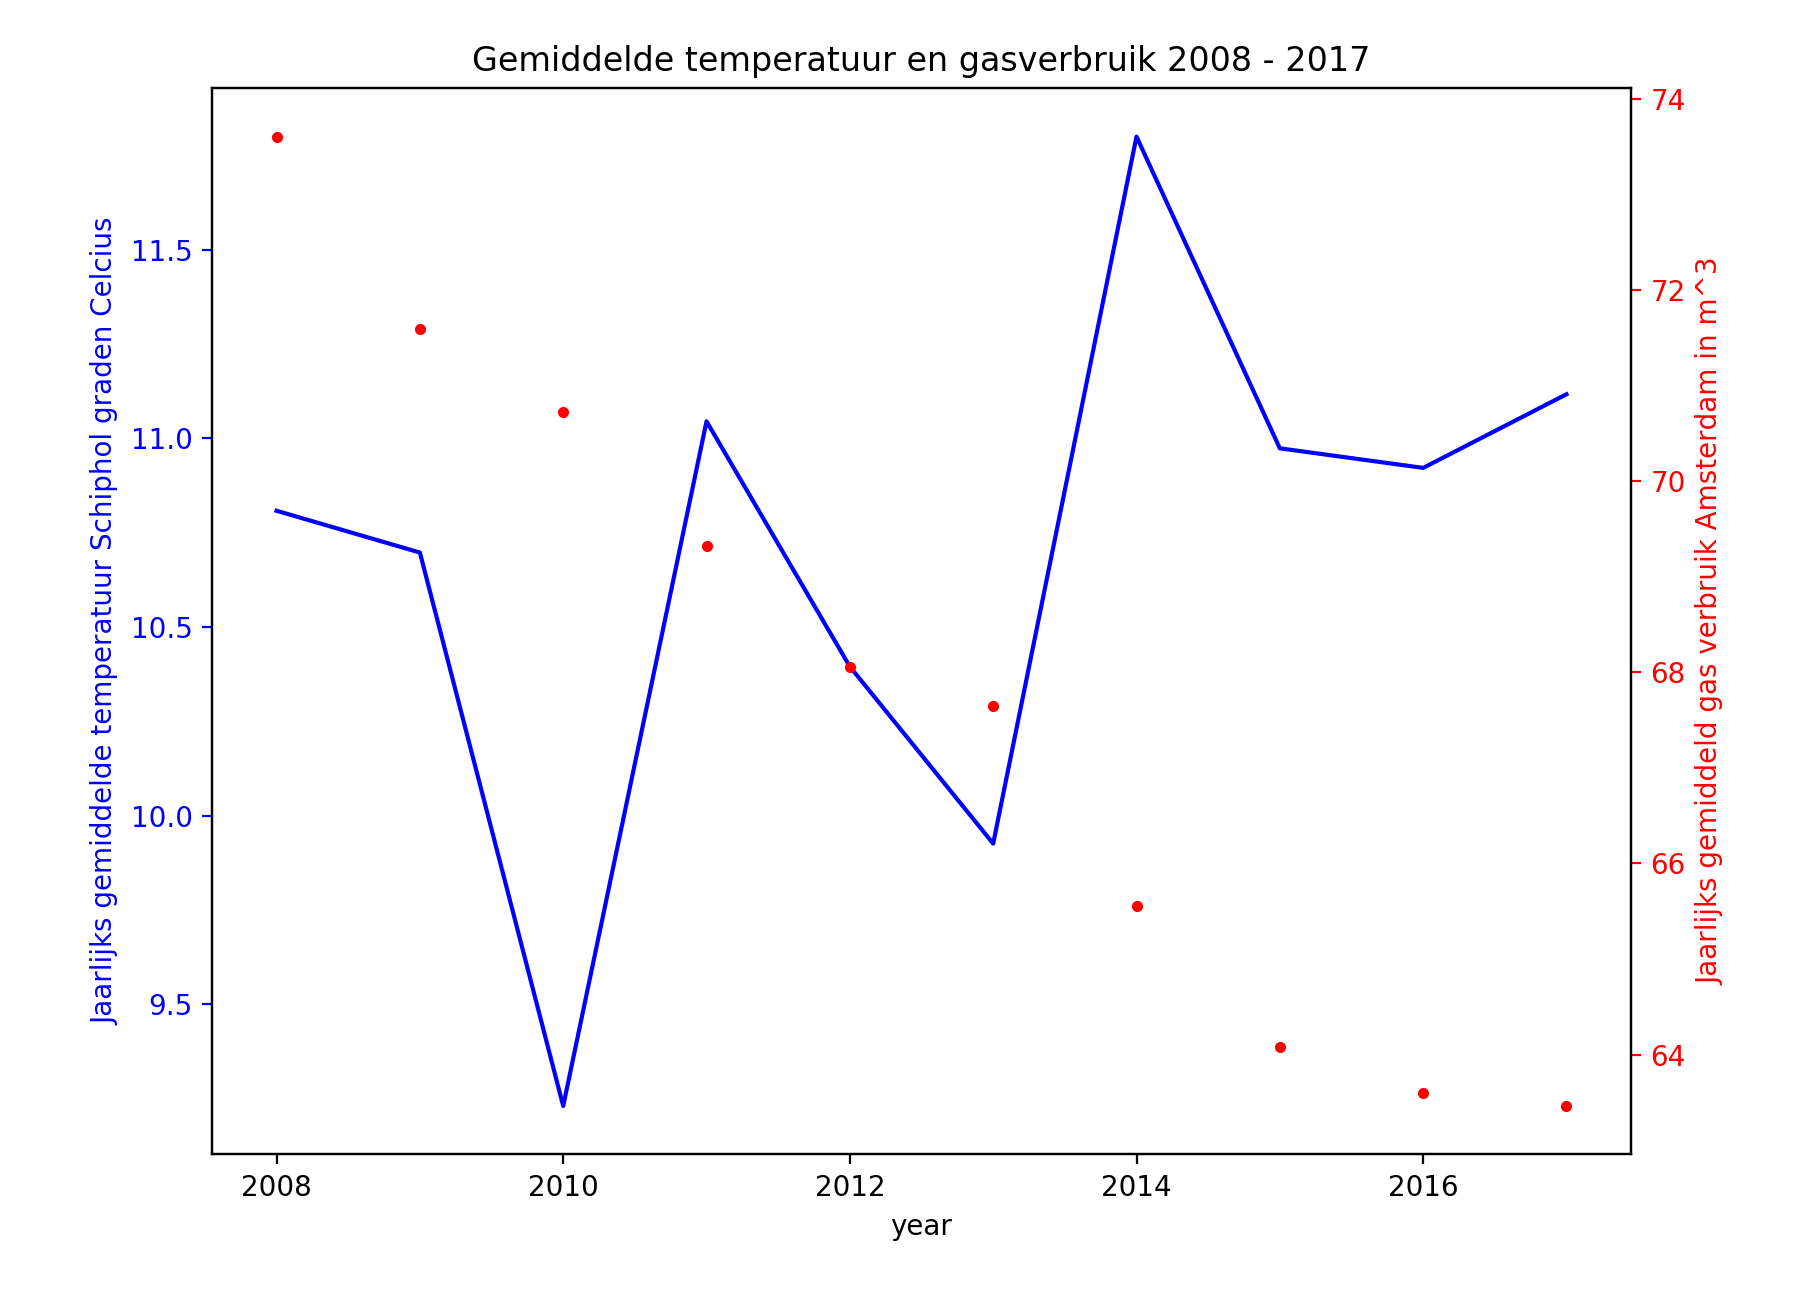 Gemiddelde temperatuur en gasverbruik 2008 - 2017
Jaarlijks gemiddelde temperatuur Schiphol graden Celcius
11.5
11.0
10.5
10.0
9.5
74
72
70
68
66
64
Jaarlijks gemiddeld gas verbruik Amsterdam in m^3
2008 2010 2012 2014 2016
year